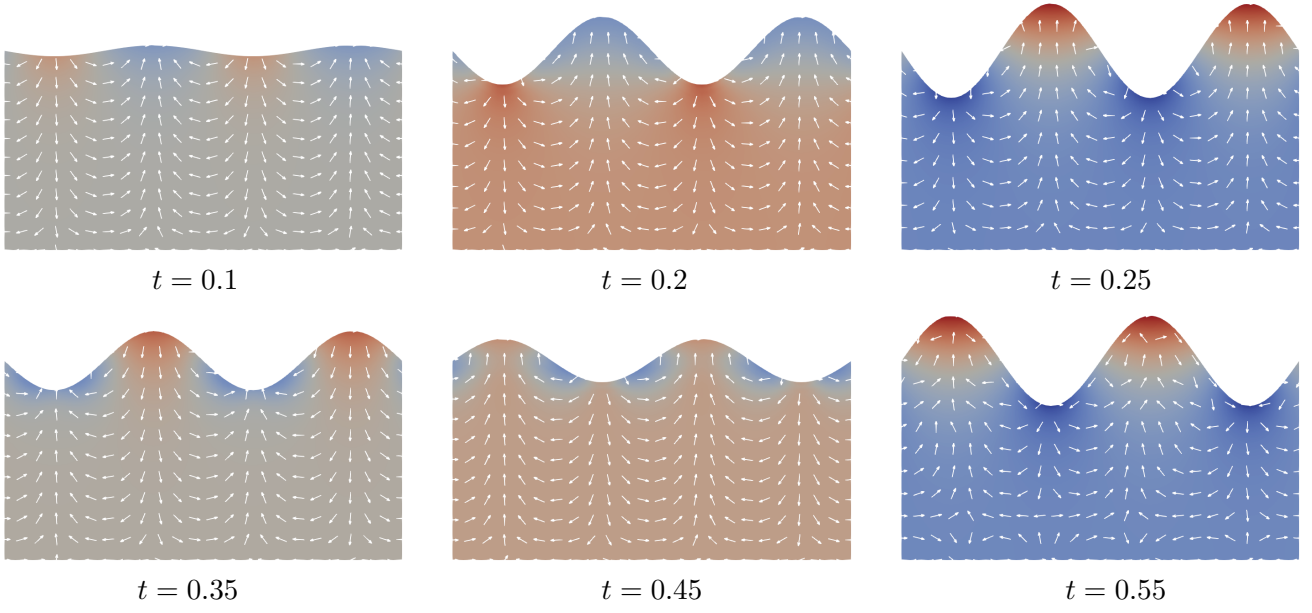 t = 0.1
t = 0.2
t = 0.25
t = 0.35
t = 0.45
t = 0.55